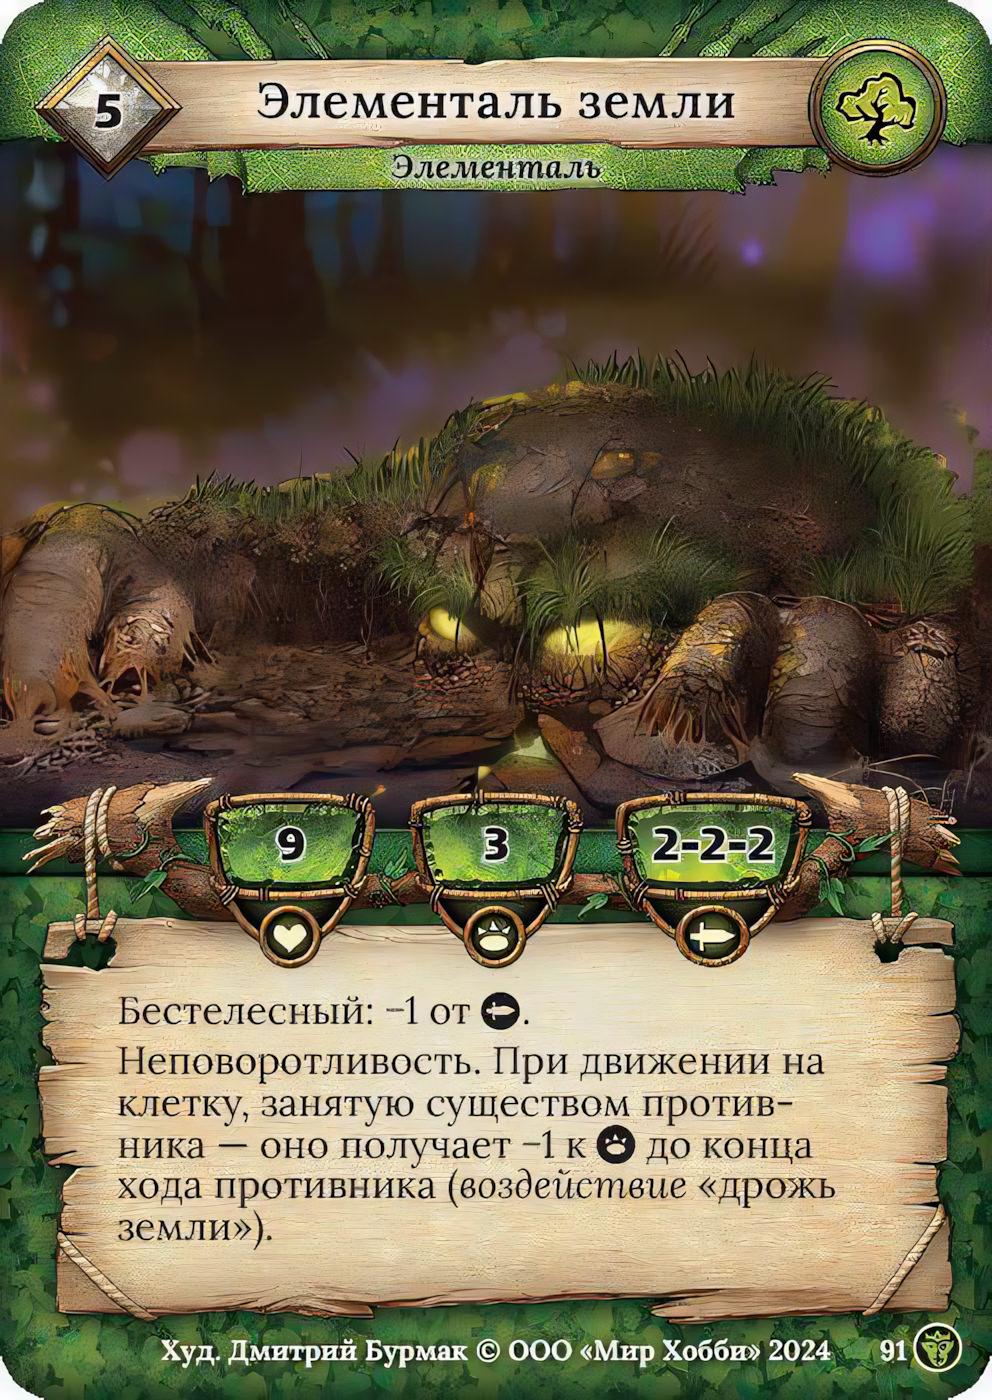 5
Элементаль земли
Элементаль
9
3
2-2-2
Бестелесный: -1 от .
Неповоротливость. При движении на
клетку, занятую существом против-
ника — оно получает -1 к до конца
хода противника (воздействие «дрожь
земли»).
Худ. Дмитрий Бурмак © ООО «Мир Хобби» 2024 91